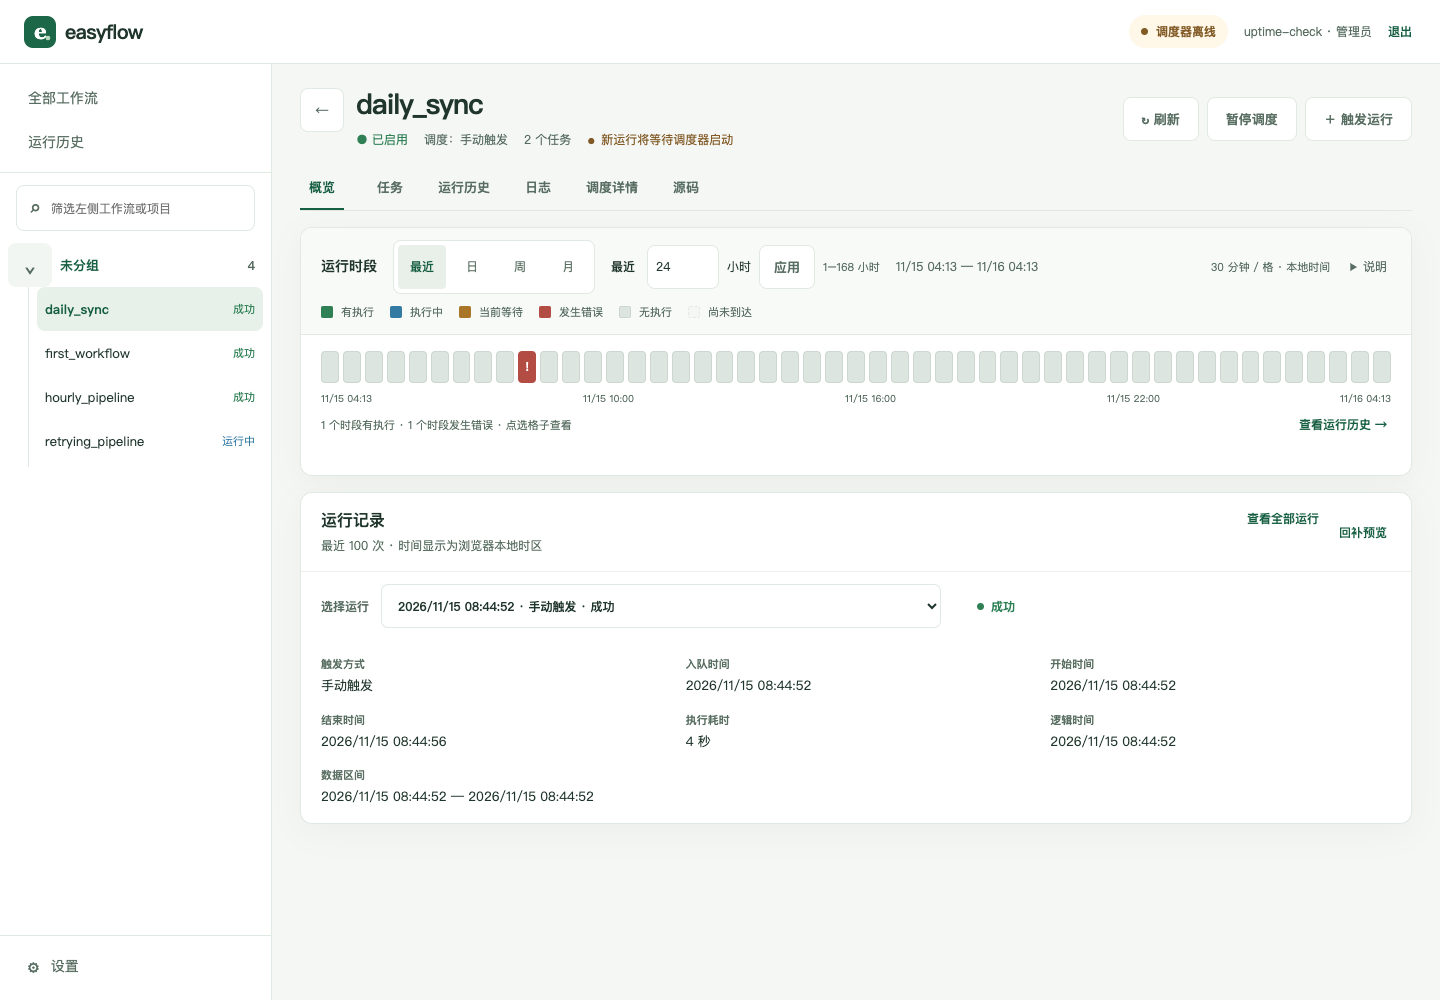 e. easyflow
调度器离线 uptime-check · 管理员 退出
全部工作流
运行历史
筛选左侧工作流或项目
未分组 4
daily_sync 成功
first_workflow 成功
hourly_pipeline 成功
retrying_pipeline 运行中
设置
← daily_sync
已启用 调度：手动触发 2 个任务 新运行将等待调度器启动
↻ 刷新 暂停调度 ＋ 触发运行
概览 任务 运行历史 日志 调度详情 源码
运行时段 最近 日 周 月 最近 24 小时 应用 1–168 小时 11/15 04:13 — 11/16 04:13 30 分钟 / 格 · 本地时间 ▶ 说明
有执行 执行中 当前等待 发生错误 无执行 尚未到达
!
11/15 04:13 11/15 10:00 11/15 16:00 11/15 22:00 11/16 04:13
1 个时段有执行 · 1 个时段发生错误 · 点选格子查看 查看运行历史 →
运行记录 查看全部运行 回补预览
最近 100 次 · 时间显示为浏览器本地时区
选择运行 2026/11/15 08:44:52 · 手动触发 · 成功 成功
触发方式 入队时间 开始时间
手动触发 2026/11/15 08:44:52 2026/11/15 08:44:52
结束时间 执行耗时 逻辑时间
2026/11/15 08:44:56 4 秒 2026/11/15 08:44:52
数据区间
2026/11/15 08:44:52 — 2026/11/15 08:44:52